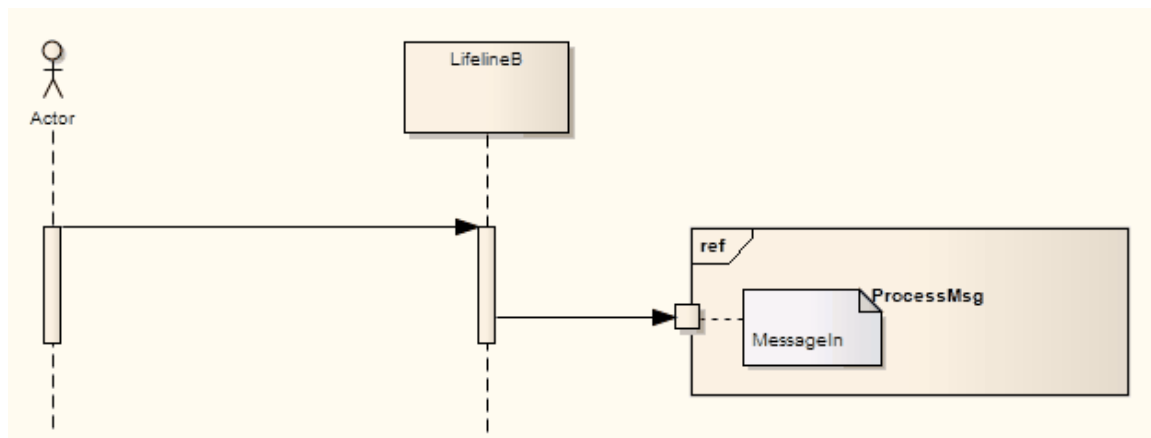 LifelineB
Actor
ref
ProcessMsg
MessageIn